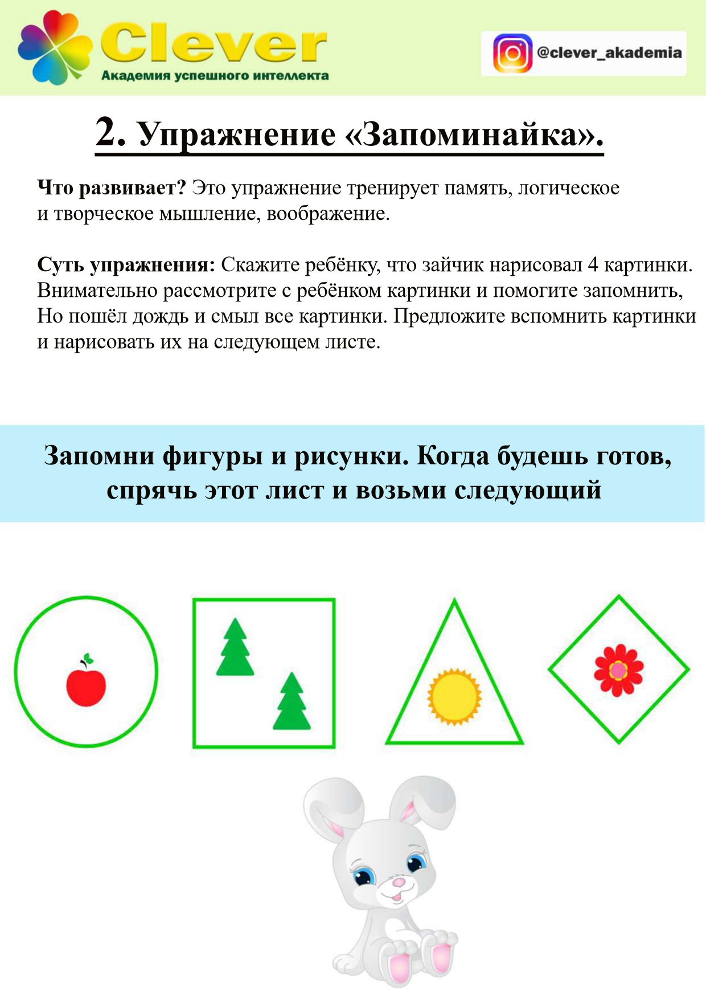 Clever
Академия успешного интеллекта
@clever_akademia
2. Упражнение «Запоминайка».
Что развивает? Это упражнение тренирует память, логическое
и творческое мышление, воображение.
Суть упражнения: Скажите ребёнку, что зайчик нарисовал 4 картинки.
Внимательно рассмотрите с ребёнком картинки и помогите запомнить,
Но пошёл дождь и смыл все картинки. Предложите вспомнить картинки
и нарисовать их на следующем листе.
Запомни фигуры и рисунки. Когда будешь готов,
спрячь этот лист и возьми следующий